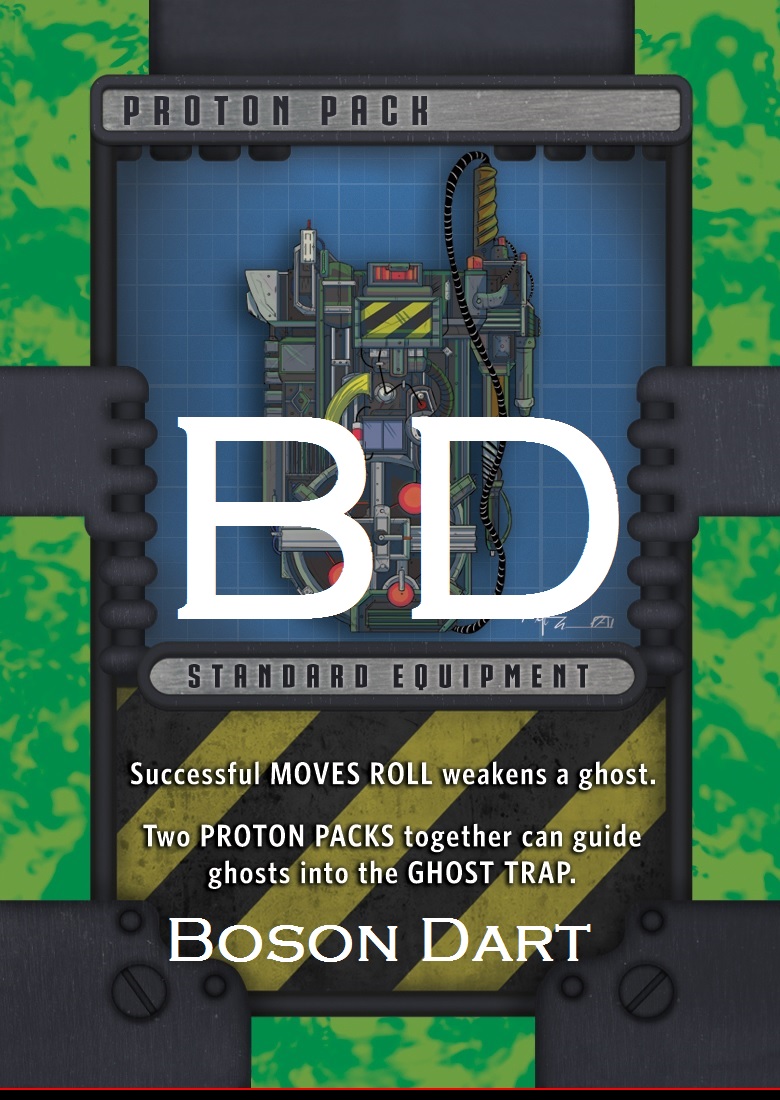 PROTON PACK
BD
STANDARD EQUIPMENT
Successful MOVES ROLL weakens a ghost.
Two PROTON PACKS together can guide
ghosts into the GHOST TRAP.
BOSON DART